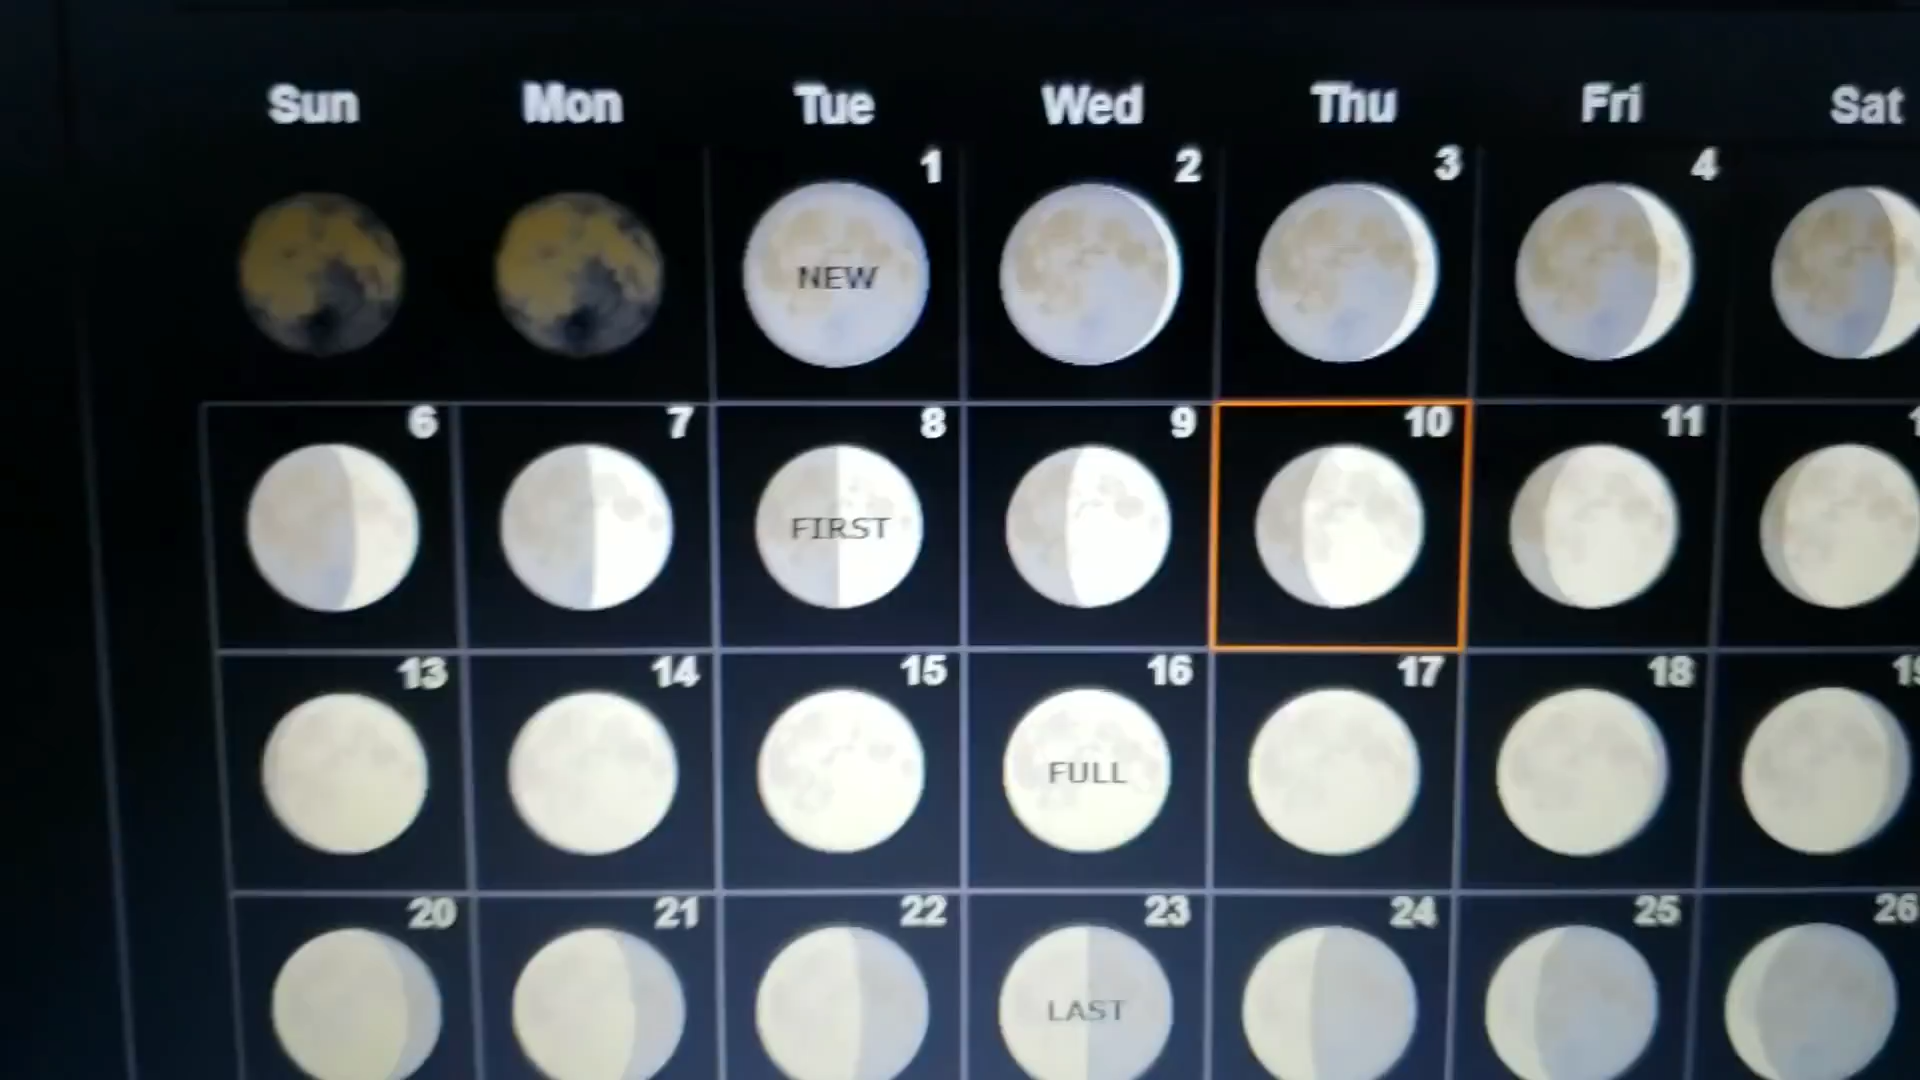 Sun Mon Tue Wed Thu Fri Sat
1 2 3 4
NEW
6 7 8 9 10 11
FIRST
13 14 15 16 17 18
FULL
20 21 22 23 24 25 26
LAST